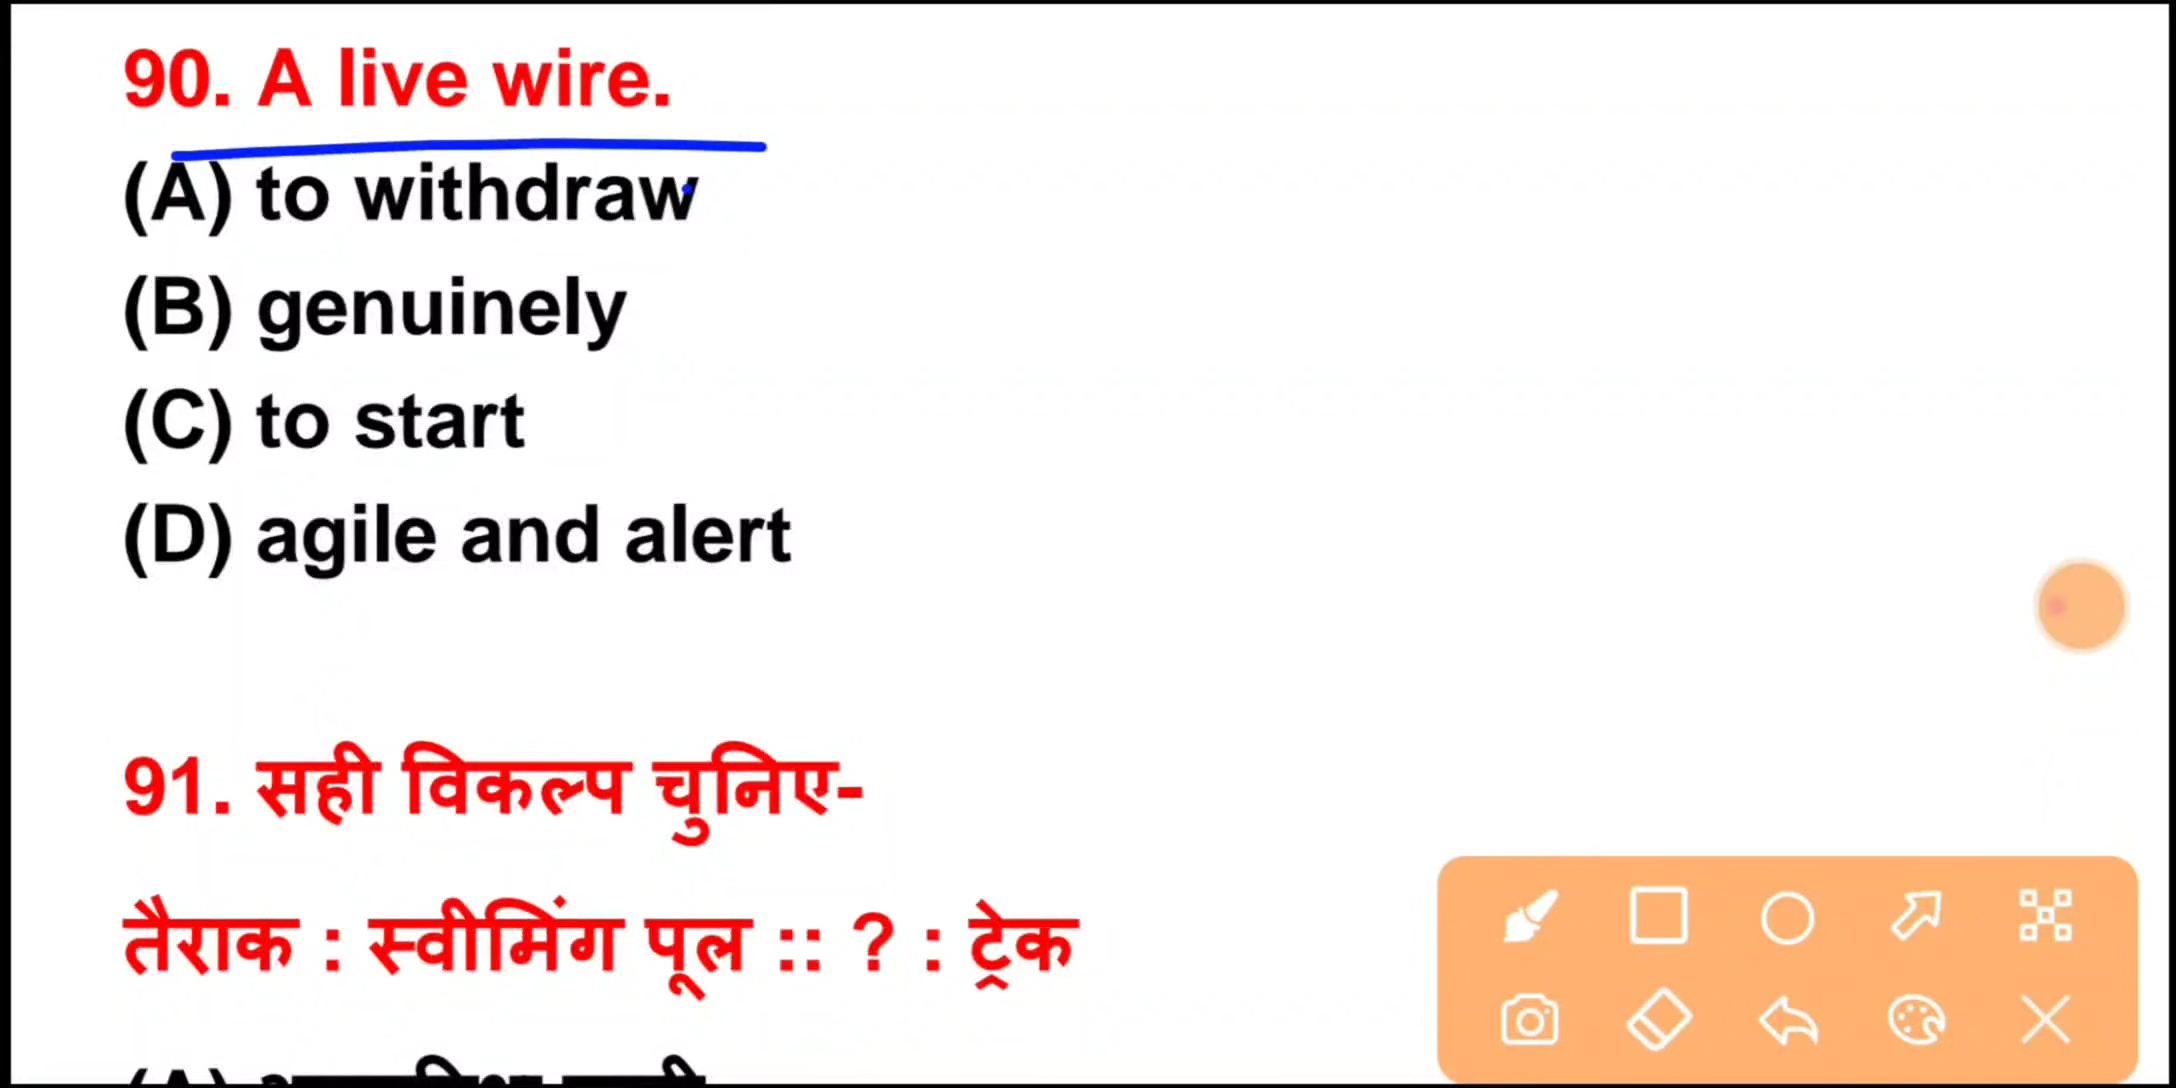 90. A live wire.
(A) to withdraw
(B) genuinely
(C) to start
(D) agile and alert
91. सही विकल्प चुनिए-
तैराक : स्वीमिंग पूल :: ? : ट्रेक
(A)